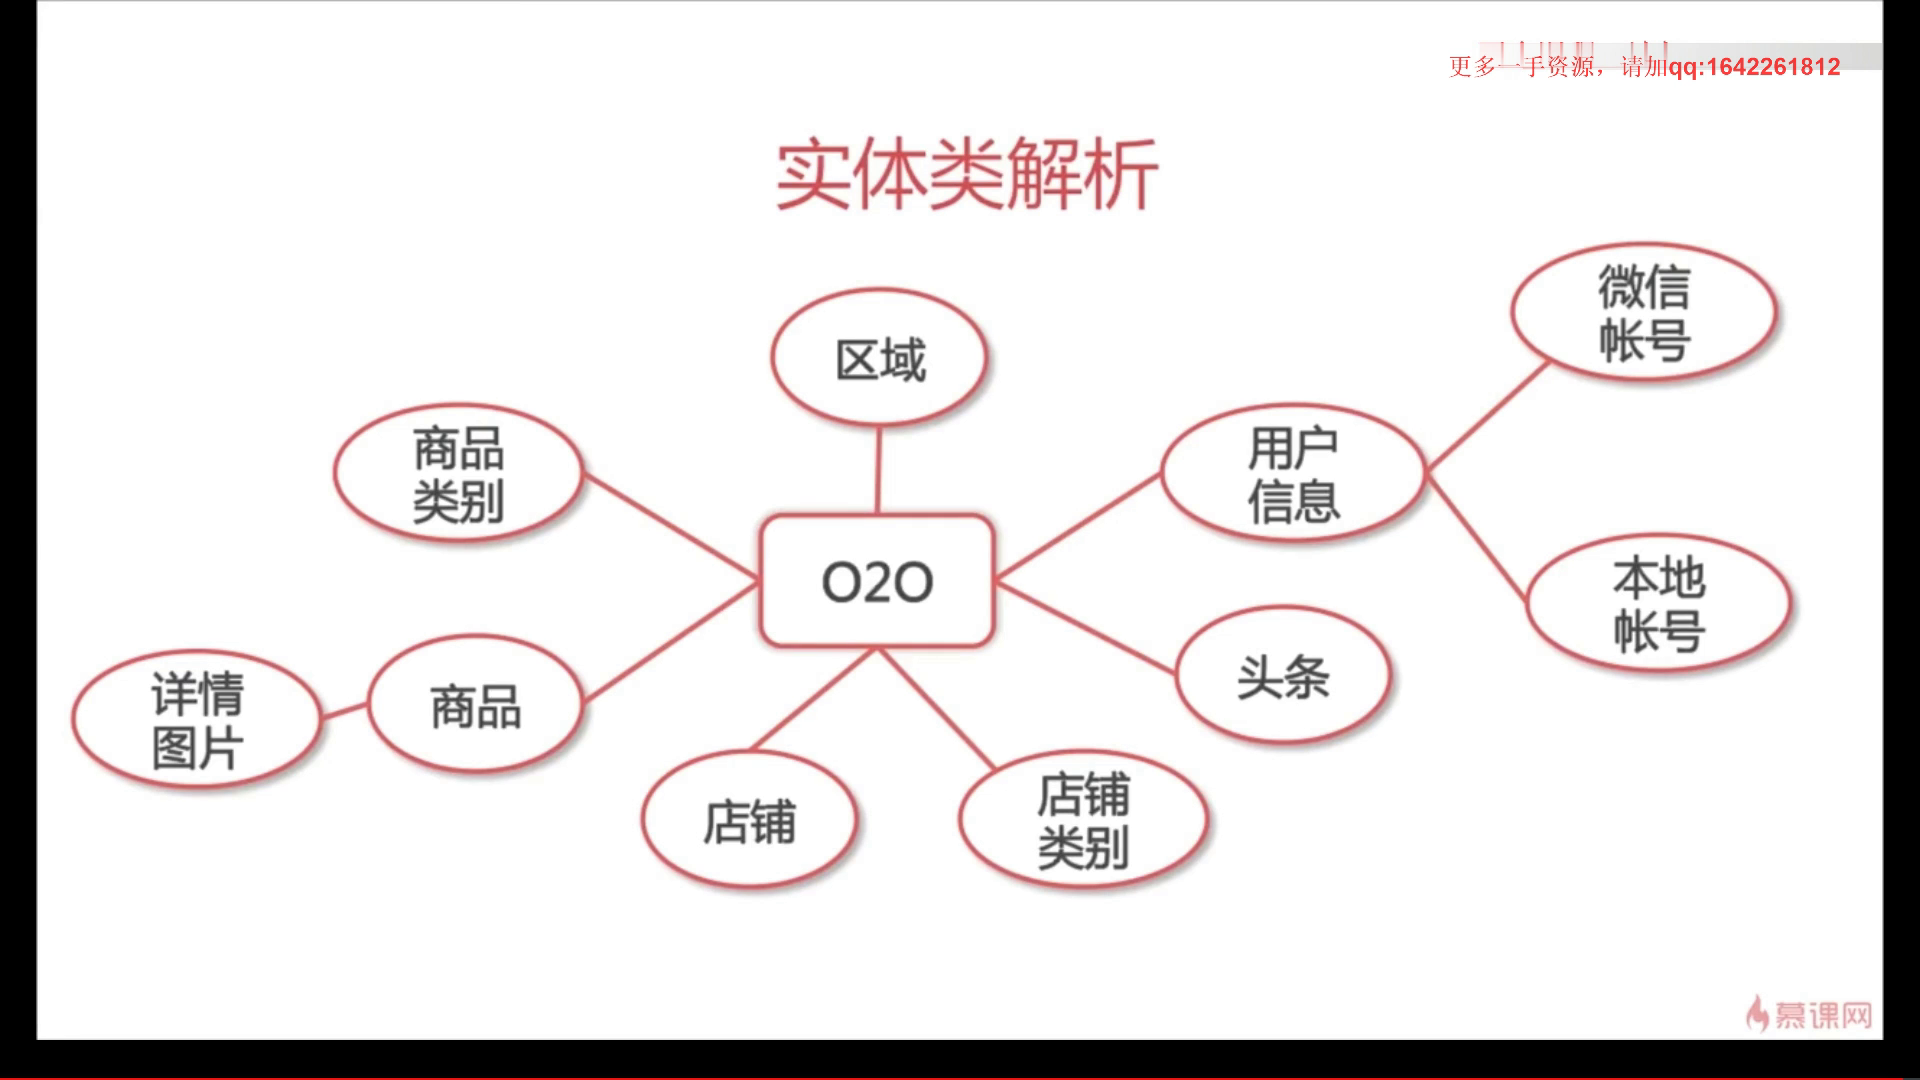 更多一手资源，请加qq:1642261812
实体类解析
微信
帐号
区域
商品
类别
用户
信息
O2O
本地
帐号
详情
图片
商品
头条
店铺
店铺
类别
慕课网